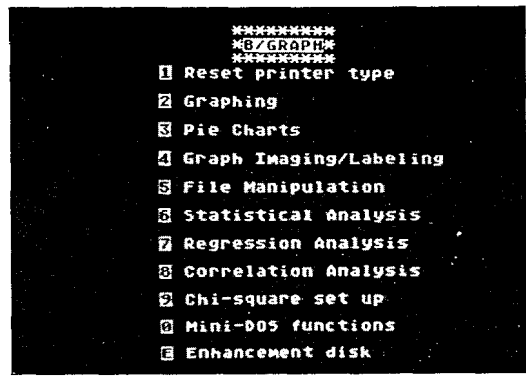 *********
*B/GRAPH*
*********
1 Reset printer type
2 Graphing
3 Pie Charts
4 Graph Imaging/Labeling
5 File Manipulation
6 Statistical Analysis
7 Regression Analysis
8 Correlation Analysis
9 Chi-square set up
0 Mini-DOS functions
E Enhancement disk